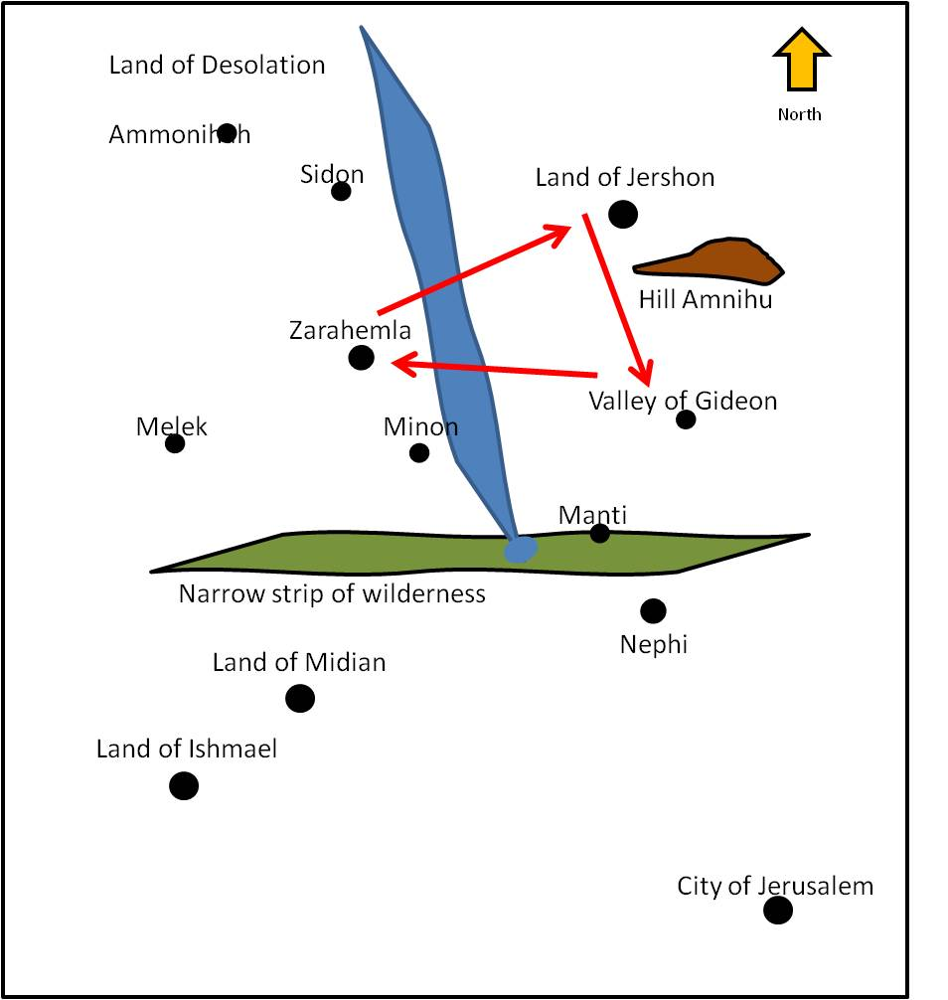 Land of Desolation
North
Ammonihah
Sidon
Land of Jershon
Hill Amnihu
Zarahemla
Valley of Gideon
Melek
Minon
Manti
Narrow strip of wilderness
Nephi
Land of Midian
Land of Ishmael
City of Jerusalem